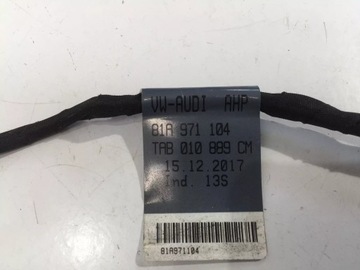 VW-AUDI AHP
81A 971 104
TAB 010 889 CM
15.12.2017
Ind. 13S
81A971104